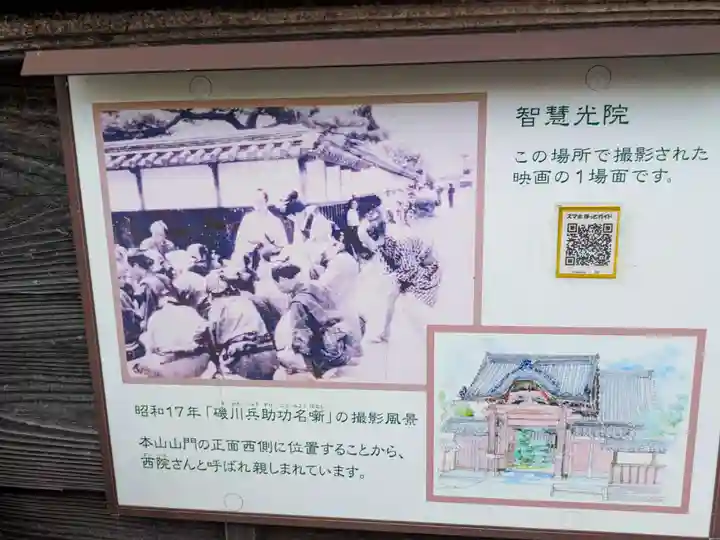 智慧光院
この場所で撮影された
映画の1場面です。
スマホ ほっとガイド
昭和17年「磯川兵助功名噺」の撮影風景
本山山門の正面西側に位置することから、
西院さんと呼ばれ親しまれています。